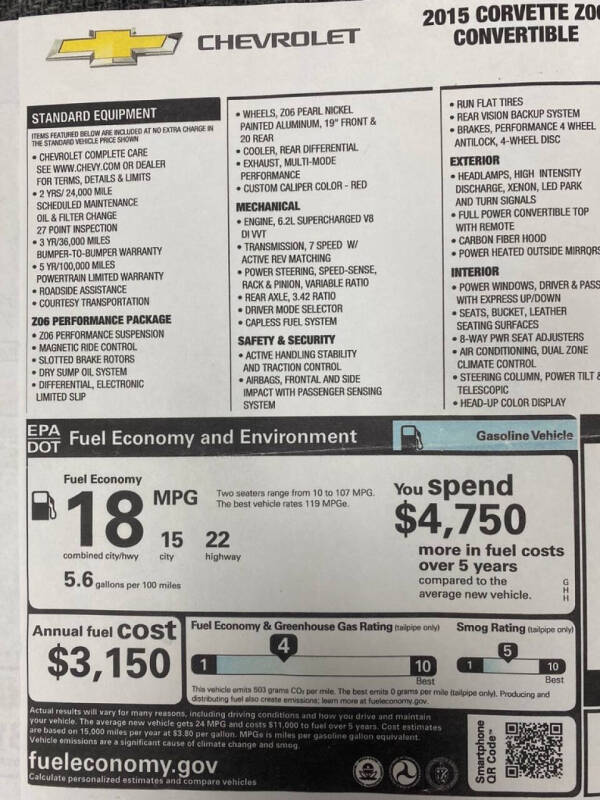 CHEVROLET
2015 CORVETTE Z06
CONVERTIBLE
STANDARD EQUIPMENT
ITEMS FEATURED BELOW ARE INCLUDED AT NO EXTRA CHARGE IN
THE STANDARD VEHICLE PRICE SHOWN
• CHEVROLET COMPLETE CARE
SEE WWW.CHEVY.COM OR DEALER
FOR TERMS, DETAILS & LIMITS
• 2 YRS/ 24,000 MILE
SCHEDULED MAINTENANCE
OIL & FILTER CHANGE
27 POINT INSPECTION
• 3 YR/36,000 MILES
BUMPER-TO-BUMPER WARRANTY
• 5 YR/100,000 MILES
POWERTRAIN LIMITED WARRANTY
• ROADSIDE ASSISTANCE
• COURTESY TRANSPORTATION
Z06 PERFORMANCE PACKAGE
• Z06 PERFORMANCE SUSPENSION
• MAGNETIC RIDE CONTROL
• SLOTTED BRAKE ROTORS
• DRY SUMP OIL SYSTEM
• DIFFERENTIAL, ELECTRONIC
LIMITED SLIP
• WHEELS, Z06 PEARL NICKEL
PAINTED ALUMINUM, 19" FRONT &
20 REAR
• COOLER, REAR DIFFERENTIAL
• EXHAUST, MULTI-MODE
PERFORMANCE
• CUSTOM CALIPER COLOR - RED
MECHANICAL
• ENGINE, 6.2L SUPERCHARGED V8
DI VVT
• TRANSMISSION, 7 SPEED W/
ACTIVE REV MATCHING
• POWER STEERING, SPEED-SENSE,
RACK & PINION, VARIABLE RATIO
• REAR AXLE, 3.42 RATIO
• DRIVER MODE SELECTOR
• CAPLESS FUEL SYSTEM
SAFETY & SECURITY
• ACTIVE HANDLING STABILITY
AND TRACTION CONTROL
• AIRBAGS, FRONTAL AND SIDE
IMPACT WITH PASSENGER SENSING
SYSTEM
• RUN FLAT TIRES
• REAR VISION BACKUP SYSTEM
• BRAKES, PERFORMANCE 4 WHEEL
ANTILOCK, 4-WHEEL DISC
EXTERIOR
• HEADLAMPS, HIGH INTENSITY
DISCHARGE, XENON, LED PARK
AND TURN SIGNALS
• FULL POWER CONVERTIBLE TOP
WITH REMOTE
• CARBON FIBER HOOD
• POWER HEATED OUTSIDE MIRRORS
INTERIOR
• POWER WINDOWS, DRIVER & PASS
WITH EXPRESS UP/DOWN
• SEATS, BUCKET, LEATHER
SEATING SURFACES
• 8-WAY PWR SEAT ADJUSTERS
• AIR CONDITIONING, DUAL ZONE
CLIMATE CONTROL
• STEERING COLUMN, POWER TILT &
TELESCOPIC
• HEAD-UP COLOR DISPLAY
EPA
DOT
Fuel Economy and Environment
Gasoline Vehicle
Fuel Economy
18 MPG
combined city/hwy
15
city
22
highway
5.6 gallons per 100 miles
Two seaters range from 10 to 107 MPG.
The best vehicle rates 119 MPGe.
You spend
$4,750
more in fuel costs
over 5 years
compared to the
average new vehicle.
G
H
H
Annual fuel cost
$3,150
Fuel Economy & Greenhouse Gas Rating (tailpipe only)
4
1
10
Best
Smog Rating (tailpipe only)
5
1
10
Best
This vehicle emits 503 grams CO₂ per mile. The best emits 0 grams per mile (tailpipe only). Producing and
distributing fuel also create emissions; learn more at fueleconomy.gov.
Actual results will vary for many reasons, including driving conditions and how you drive and maintain
your vehicle. The average new vehicle gets 24 MPG and costs $11,000 to fuel over 5 years. Cost estimates
are based on 15,000 miles per year at $3.80 per gallon. MPGe is miles per gasoline gallon equivalent.
Vehicle emissions are a significant cause of climate change and smog.
fueleconomy.gov
Calculate personalized estimates and compare vehicles
Smartphone
QR Code™